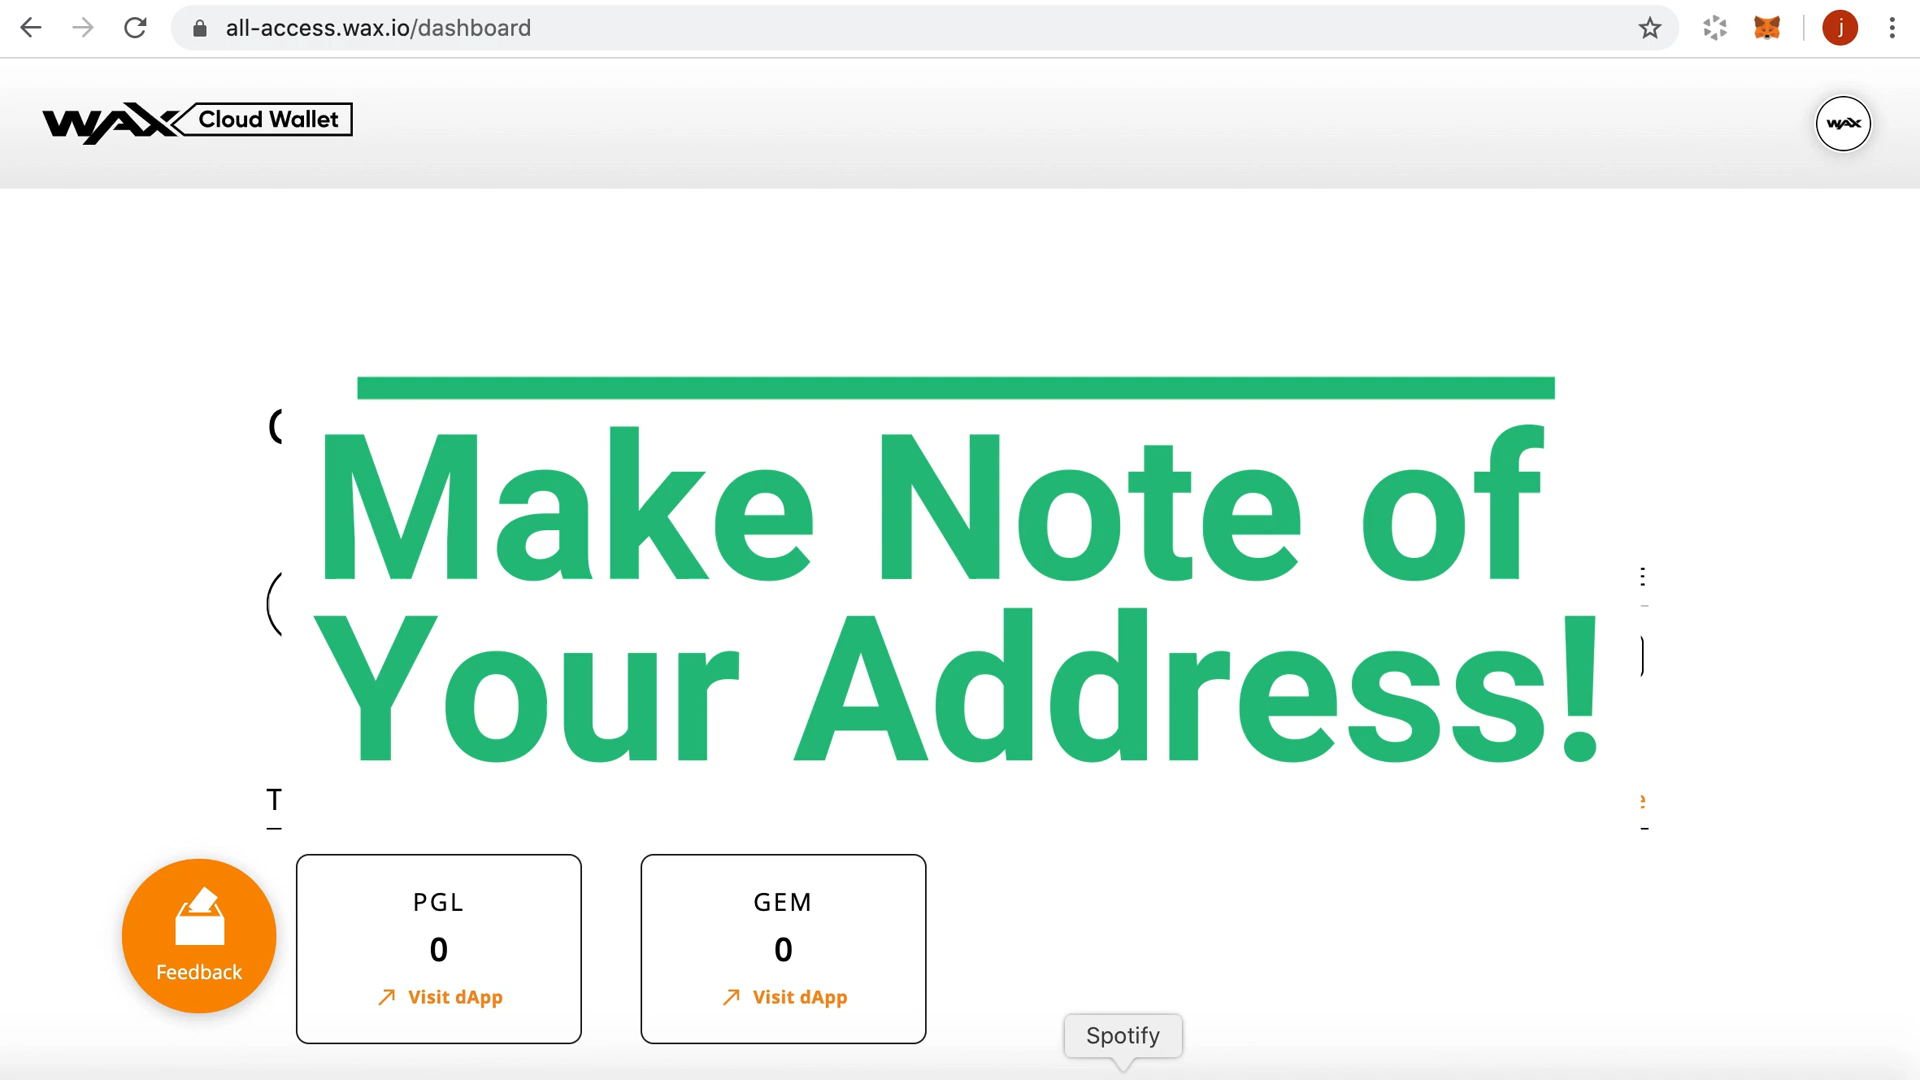 all-access.wax.io/dashboard
j
WAX Cloud Wallet
WAX
Make Note of
Your Address!
T
e
PGL
GEM
0
0
Visit dApp
Visit dApp
Feedback
Spotify